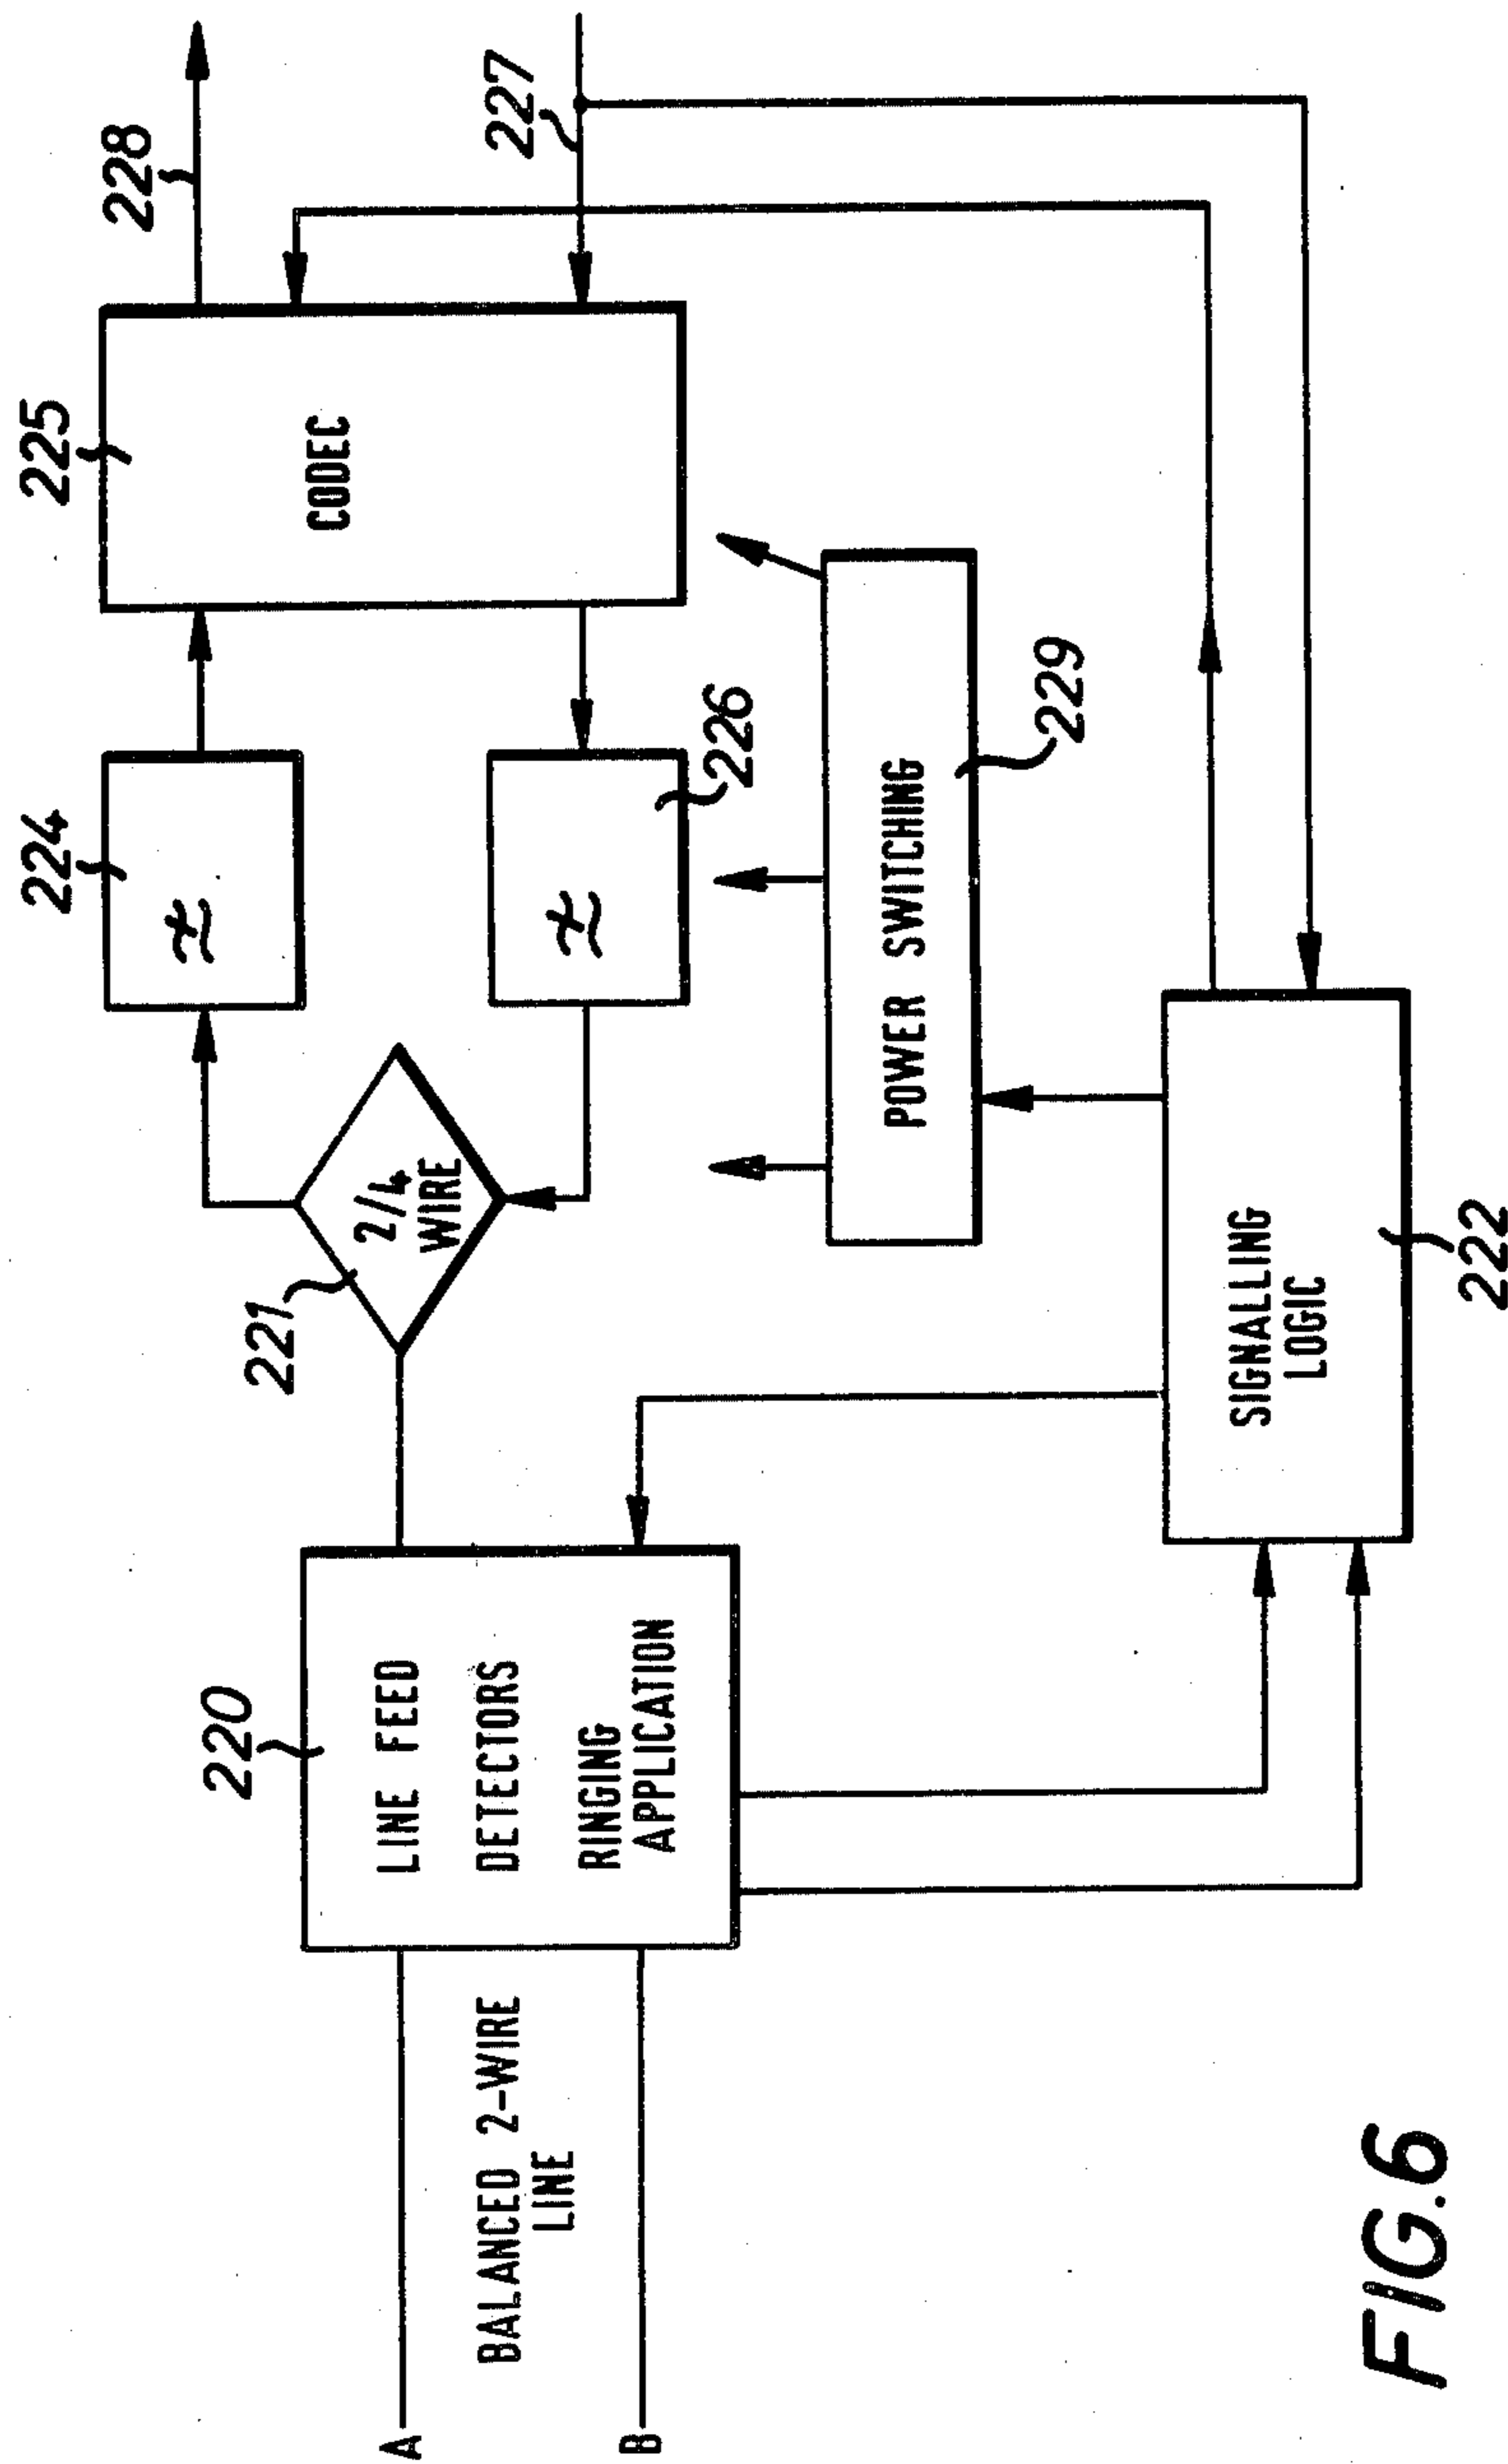 228
227
225
CODEC
224
226
221
2/4
WIRE
POWER SWITCHING
229
220
LINE FEED
DETECTORS
RINGING
APPLICATION
SIGNALLING
LOGIC
222
A
BALANCED 2-WIRE
LINE
B
FIG.6